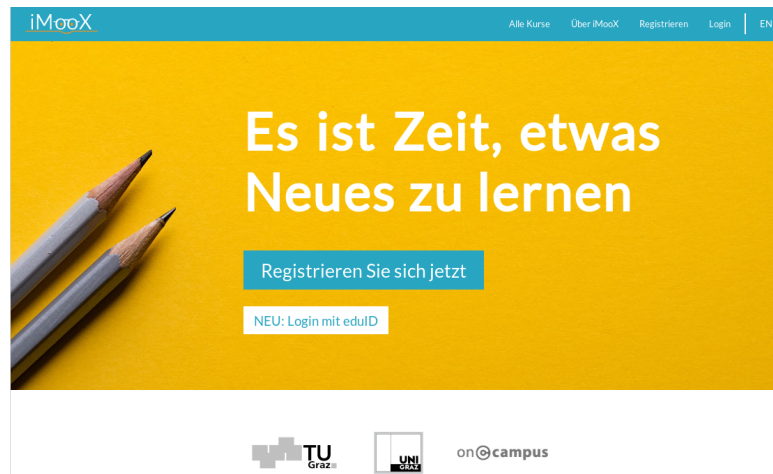 iMooX
Alle Kurse Über iMooX Registrieren Login EN
Es ist Zeit, etwas
Neues zu lernen
Registrieren Sie sich jetzt
NEU: Login mit eduID
TU
Graz
UNI
GRAZ
on campus